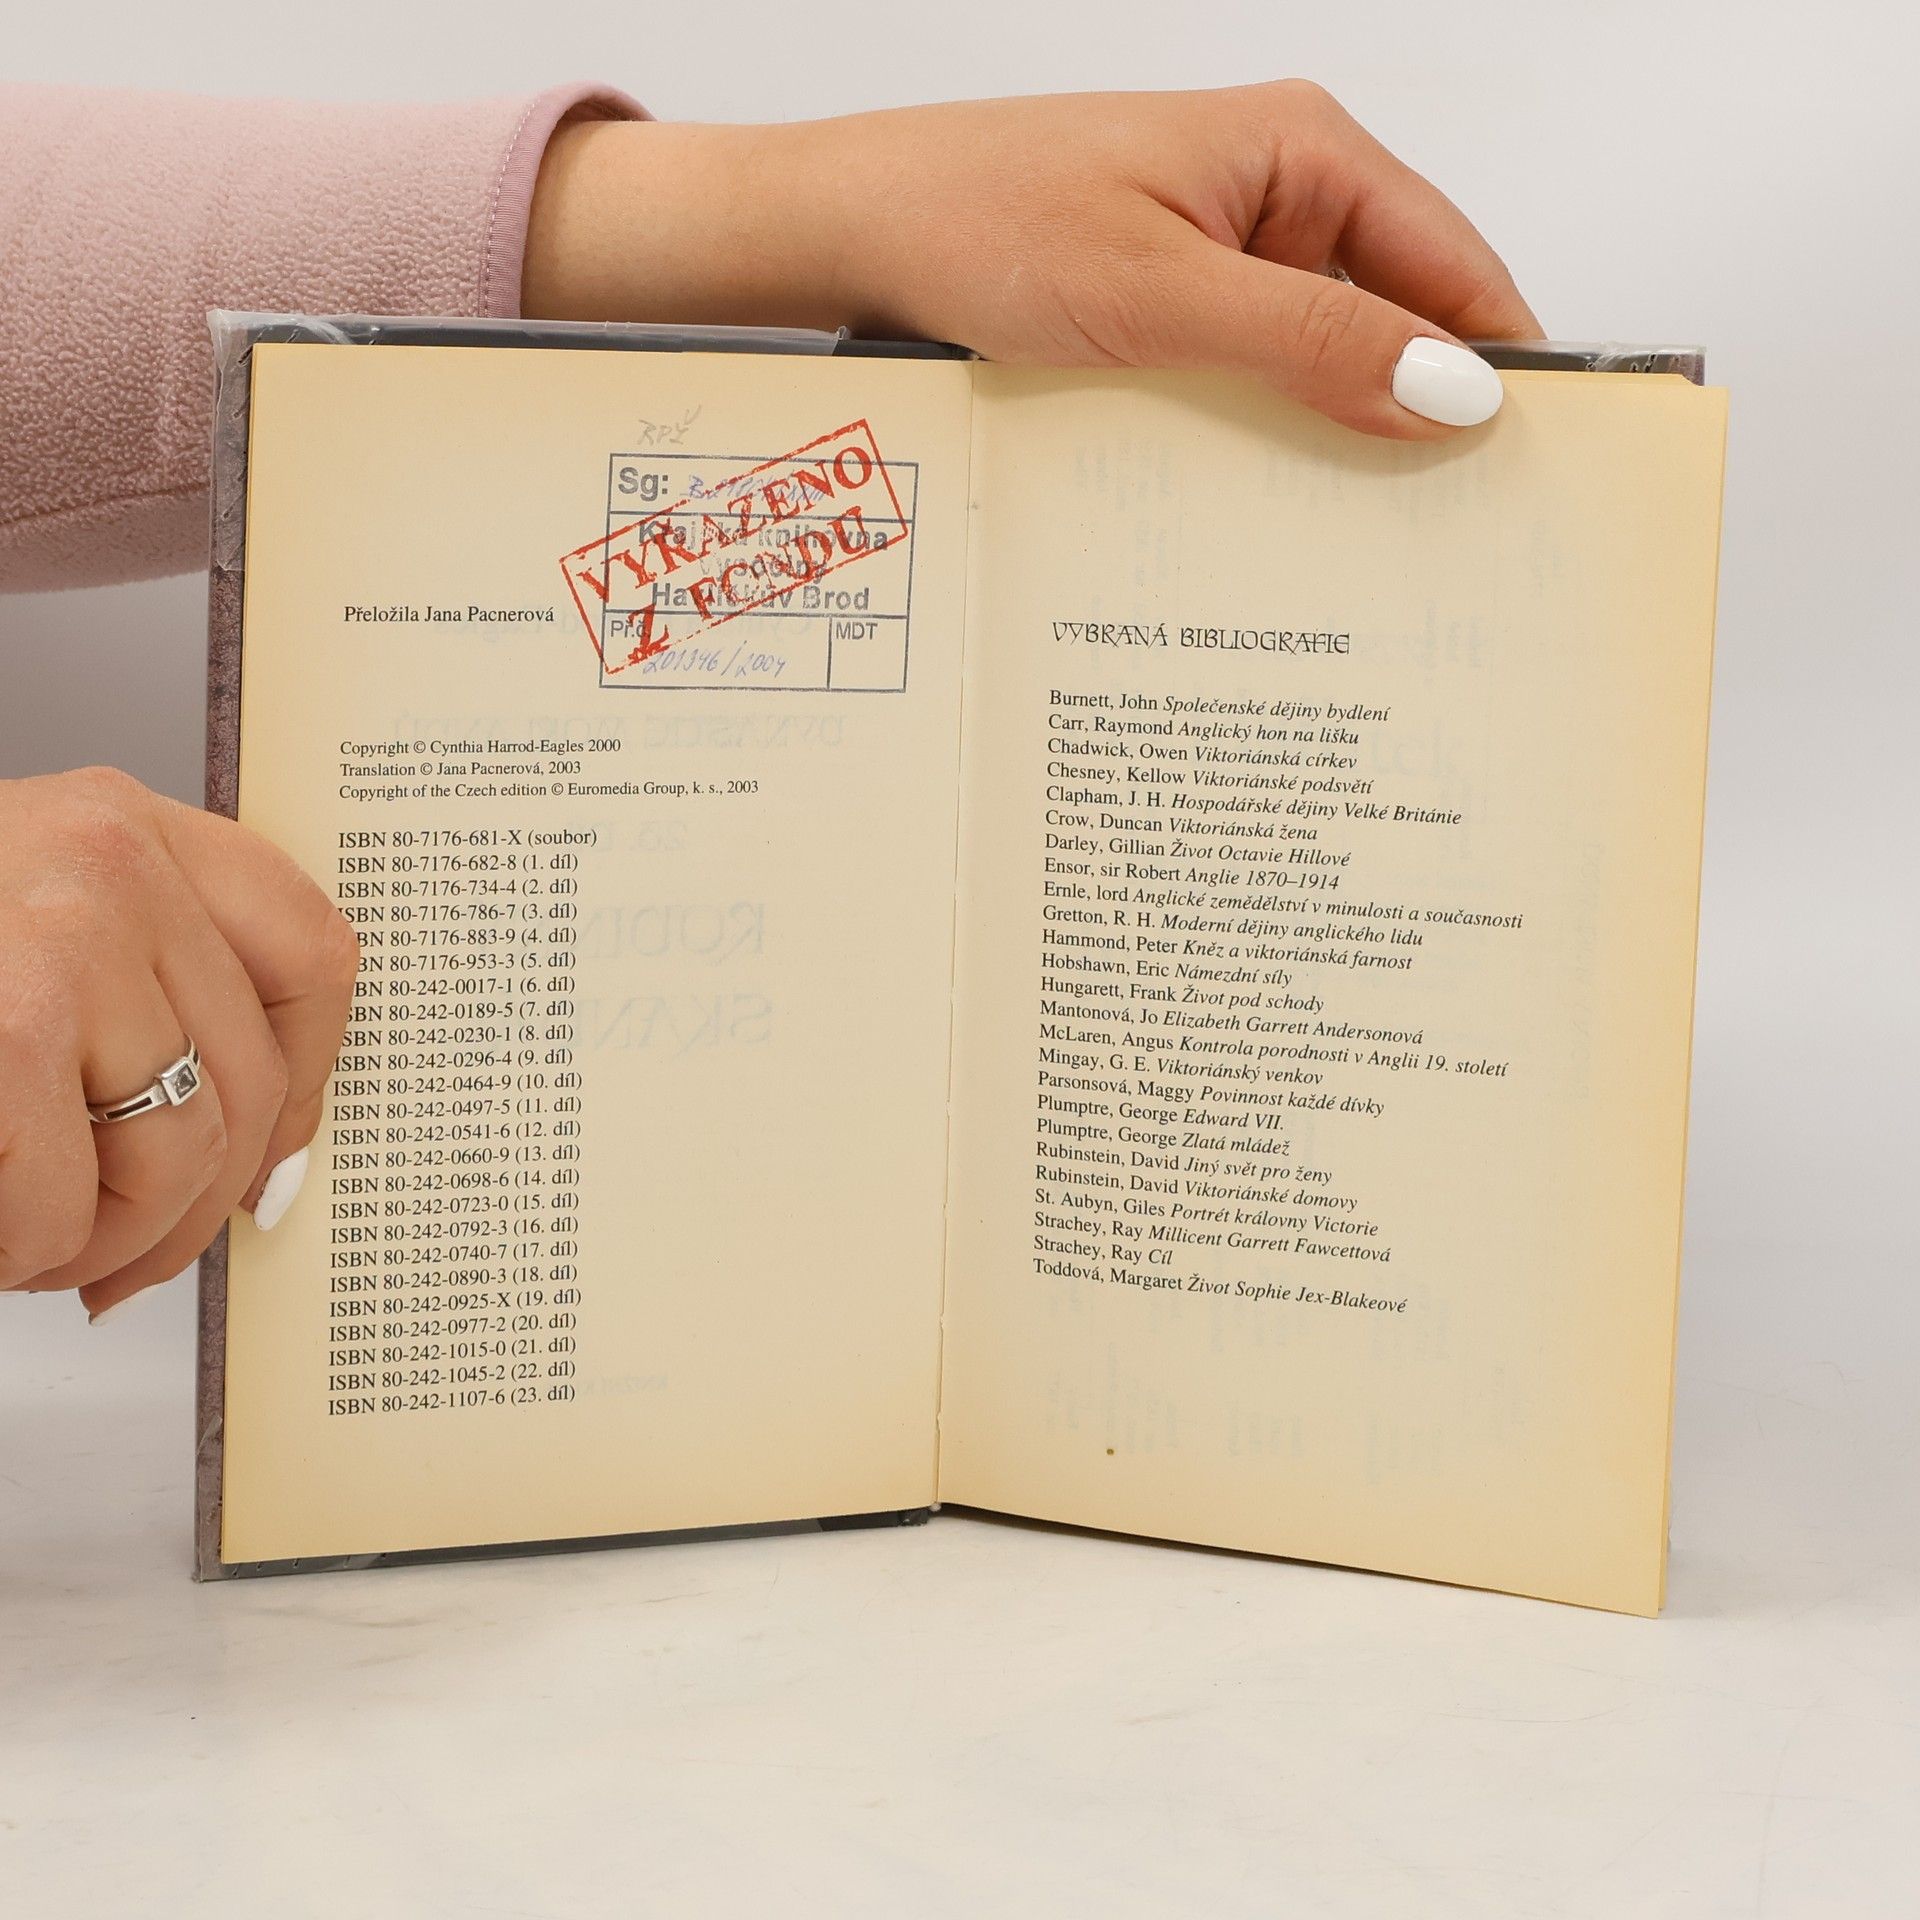 Sg:
Krajská knihovna
Vysočiny
Havlíčkův Brod
Př.č.
MDT
201346/2004
VYŘAZENO
Z FONDU
Přeložila Jana Pacnerová
Copyright © Cynthia Harrod-Eagles 2000
Translation © Jana Pacnerová, 2003
Copyright of the Czech edition © Euromedia Group, k. s., 2003
ISBN 80-7176-681-X (soubor)
ISBN 80-7176-682-8 (1. díl)
ISBN 80-7176-734-4 (2. díl)
ISBN 80-7176-786-7 (3. díl)
BN 80-7176-883-9 (4. díl)
BN 80-7176-953-3 (5. díl)
BN 80-242-0017-1 (6. díl)
SBN 80-242-0189-5 (7. díl)
SBN 80-242-0230-1 (8. díl)
ISBN 80-242-0296-4 (9. díl)
ISBN 80-242-0464-9 (10. díl)
ISBN 80-242-0497-5 (11. díl)
ISBN 80-242-0541-6 (12. díl)
ISBN 80-242-0660-9 (13. díl)
ISBN 80-242-0698-6 (14. díl)
ISBN 80-242-0723-0 (15. díl)
ISBN 80-242-0792-3 (16. díl)
ISBN 80-242-0740-7 (17. díl)
ISBN 80-242-0890-3 (18. díl)
ISBN 80-242-0925-X (19. díl)
ISBN 80-242-0977-2 (20. díl)
ISBN 80-242-1015-0 (21. díl)
ISBN 80-242-1045-2 (22. díl)
ISBN 80-242-1107-6 (23. díl)
VYBRANÁ BIBLIOGRAFIE
Burnett, John Společenské dějiny bydlení
Carr, Raymond Anglický hon na lišku
Chadwick, Owen Viktoriánská církev
Chesney, Kellow Viktoriánské podsvětí
Clapham, J. H. Hospodářské dějiny Velké Británie
Crow, Duncan Viktoriánská žena
Darley, Gillian Život Octavie Hillové
Ensor, sir Robert Anglie 1870–1914
Ernle, lord Anglické zemědělství v minulosti a současnosti
Gretton, R. H. Moderní dějiny anglického lidu
Hammond, Peter Kněz a viktoriánská farnost
Hobshawn, Eric Námezdní síly
Hungarett, Frank Život pod schody
Mantonová, Jo Elizabeth Garrett Andersonová
McLaren, Angus Kontrola porodnosti v Anglii 19. století
Mingay, G. E. Viktoriánský venkov
Parsonsová, Maggy Povinnost každé dívky
Plumptre, George Edward VII.
Plumptre, George Zlatá mládež
Rubinstein, David Jiný svět pro ženy
Rubinstein, David Viktoriánské domovy
St. Aubyn, Giles Portrét královny Victorie
Strachey, Ray Millicent Garrett Fawcettová
Strachey, Ray Cíl
Toddová, Margaret Život Sophie Jex-Blakeové